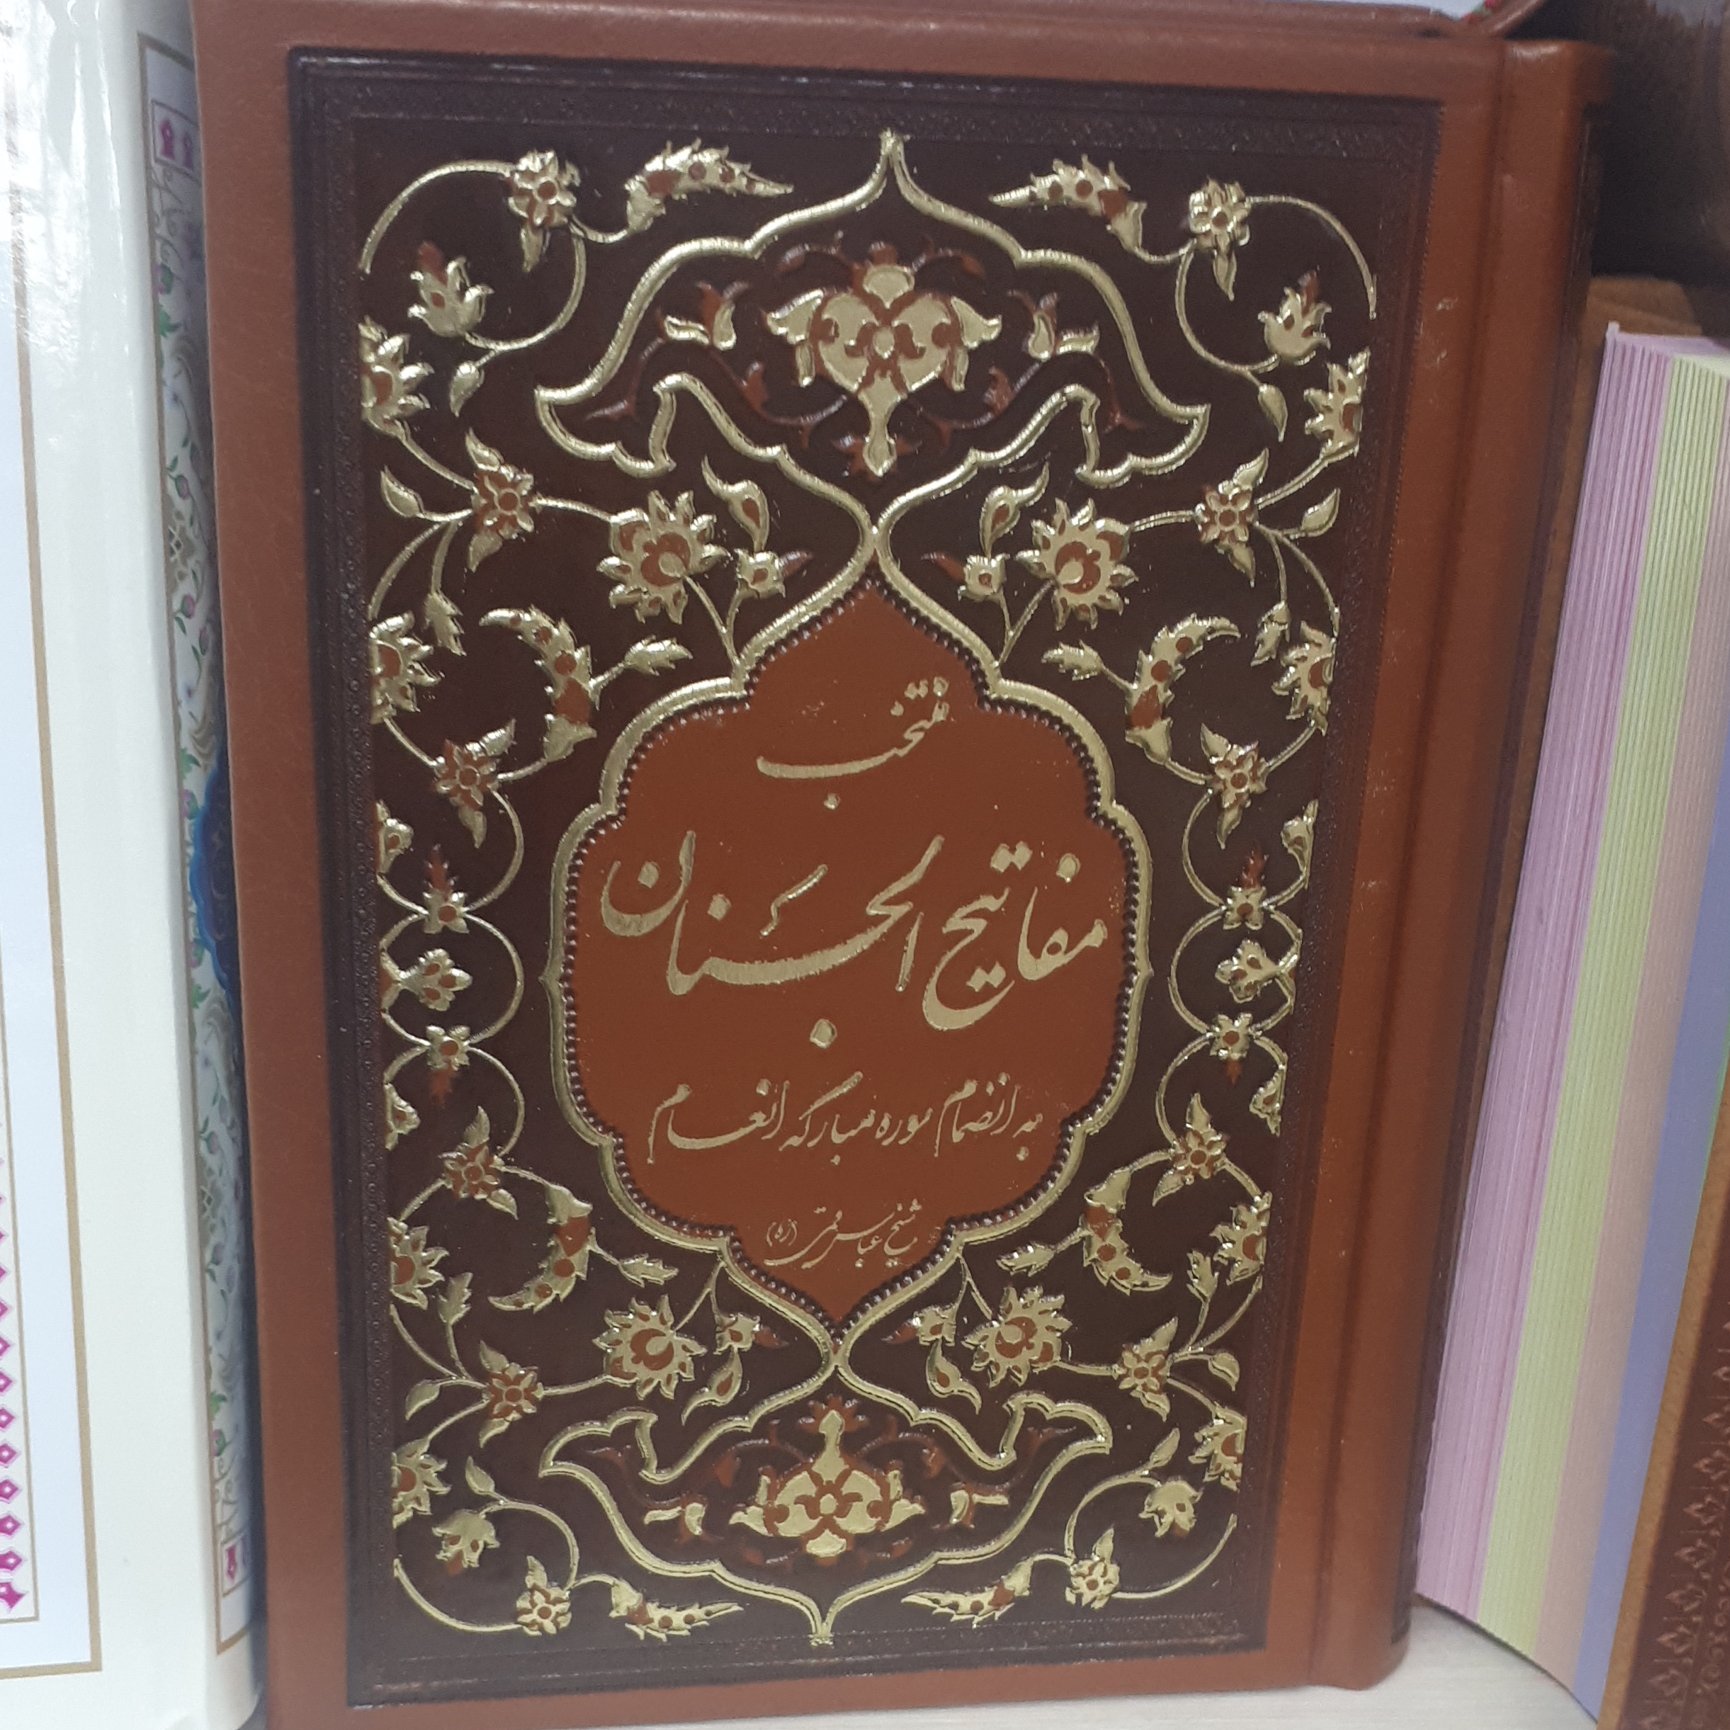 منتخب
مفاتیح الجنان
به انضمام سوره مبارکه انعام
شیخ عباس قمی (ره)